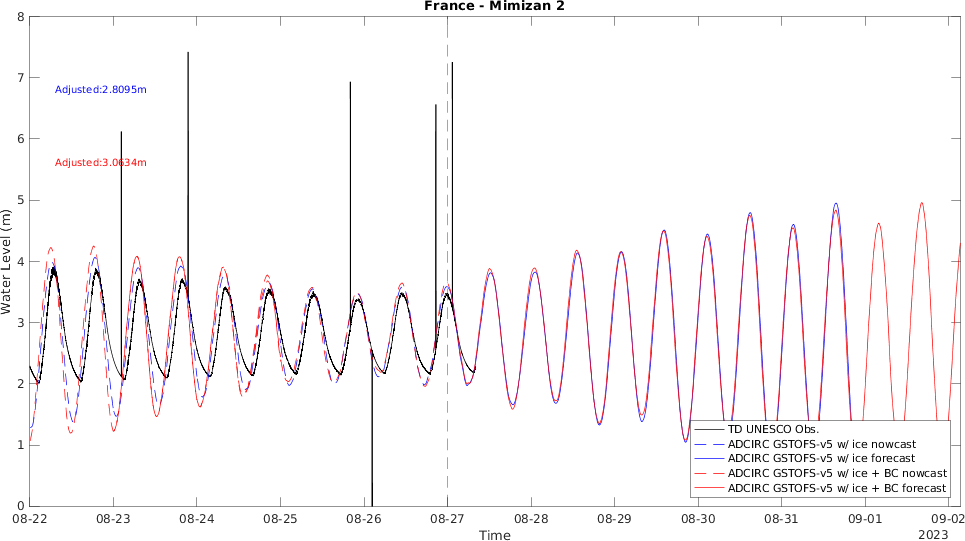 France - Mimizan 2
8
7
6
5
4
3
2
1
0
Water Level (m)
Adjusted:2.8095m
Adjusted:3.0634m
TD UNESCO Obs.
ADCIRC GSTOFS-v5 w/ ice nowcast
ADCIRC GSTOFS-v5 w/ ice forecast
ADCIRC GSTOFS-v5 w/ ice + BC nowcast
ADCIRC GSTOFS-v5 w/ ice + BC forecast
08-22 08-23 08-24 08-25 08-26 08-27 08-28 08-29 08-30 08-31 09-01 09-02
Time
2023